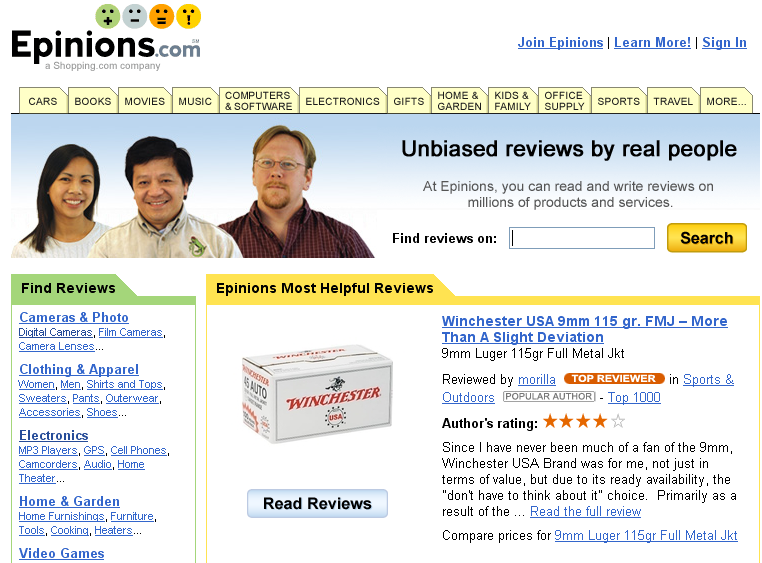 Epinions.com SM
a Shopping.com company
Join Epinions | Learn More! | Sign In
CARS BOOKS MOVIES MUSIC COMPUTERS & SOFTWARE ELECTRONICS GIFTS HOME & GARDEN KIDS & FAMILY OFFICE SUPPLY SPORTS TRAVEL MORE...
Unbiased reviews by real people
At Epinions, you can read and write reviews on
millions of products and services.
Find reviews on: Search
Find Reviews
Cameras & Photo
Digital Cameras, Film Cameras,
Camera Lenses...
Clothing & Apparel
Women, Men, Shirts and Tops,
Sweaters, Pants, Outerwear,
Accessories, Shoes...
Electronics
MP3 Players, GPS, Cell Phones,
Camcorders, Audio, Home
Theater...
Home & Garden
Home Furnishings, Furniture,
Tools, Cooking, Heaters...
Video Games
Epinions Most Helpful Reviews
45 AUTO
WINCHESTER
USA
Read Reviews
Winchester USA 9mm 115 gr. FMJ – More
Than A Slight Deviation
9mm Luger 115gr Full Metal Jkt
Reviewed by morilla TOP REVIEWER in Sports &
Outdoors POPULAR AUTHOR - Top 1000
Author's rating:
Since I have never been much of a fan of the 9mm,
Winchester USA Brand was for me, not just in
terms of value, but due to its ready availability, the
"don't have to think about it" choice. Primarily as a
result of the ... Read the full review
Compare prices for 9mm Luger 115gr Full Metal Jkt